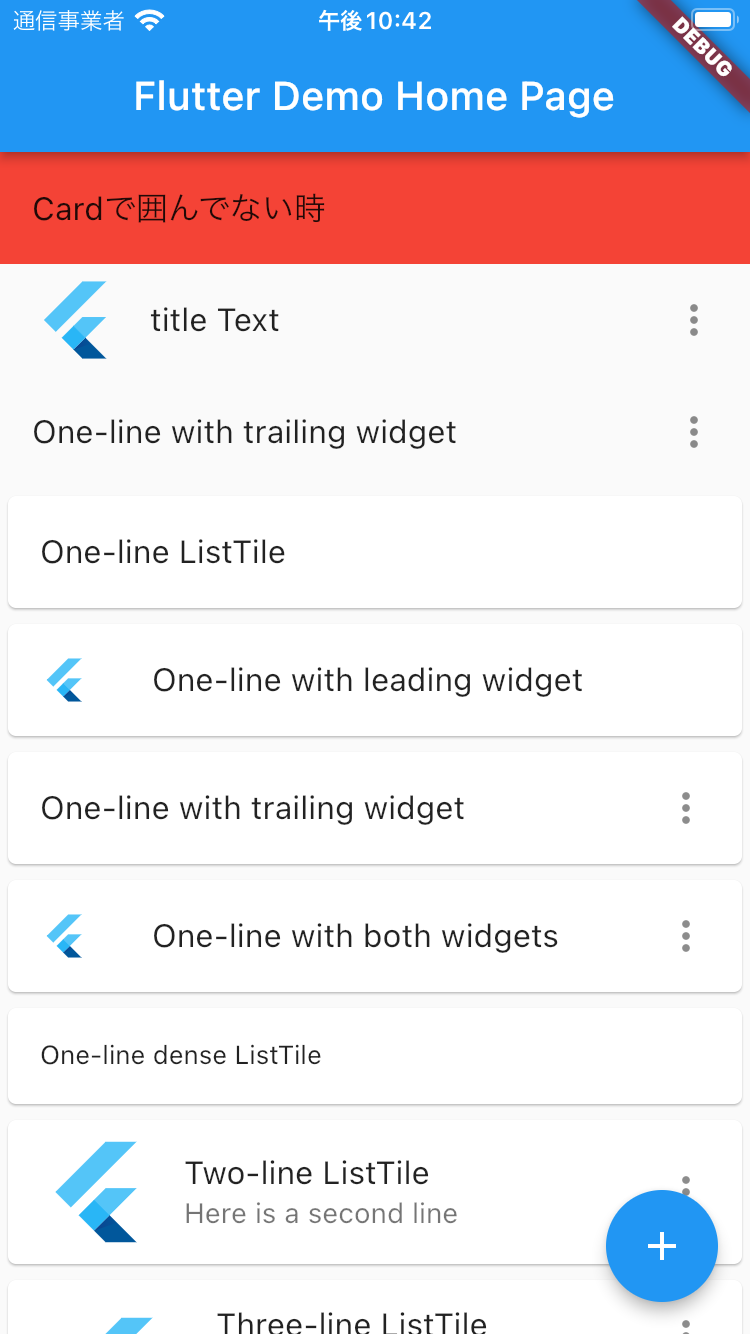 通信事業者
午後10:42
DEBUG
Flutter Demo Home Page
Cardで囲んでない時
title Text
One-line with trailing widget
One-line ListTile
One-line with leading widget
One-line with trailing widget
One-line with both widgets
One-line dense ListTile
Two-line ListTile
Here is a second line
Three-line ListTile